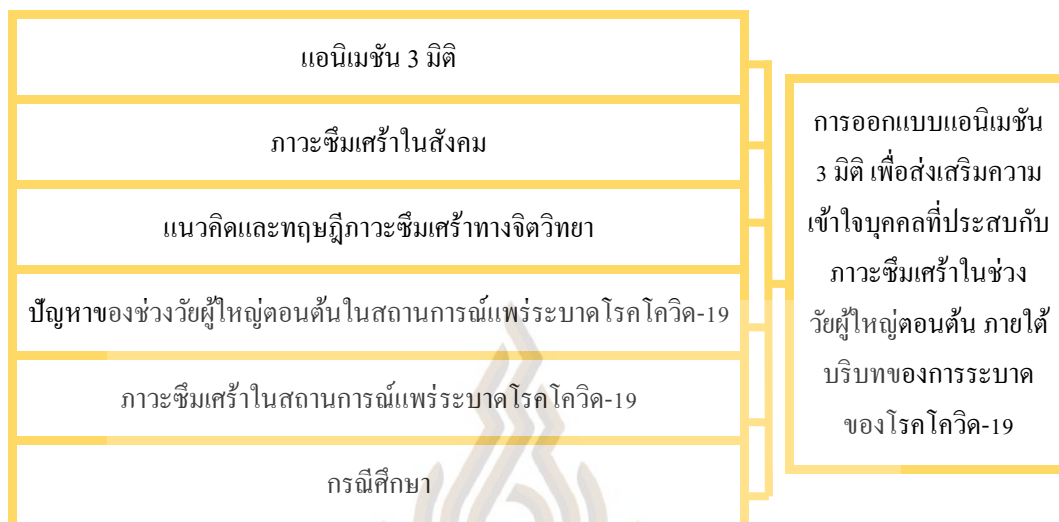 แอนิเมชัน 3 มิติ
ภาวะซึมเศร้าในสังคม
แนวคิดและทฤษฎีภาวะซึมเศร้าทางจิตวิทยา
ปัญหาของช่วงวัยผู้ใหญ่ตอนต้นในสถานการณ์แพร่ระบาดโรคโควิด-19
ภาวะซึมเศร้าในสถานการณ์แพร่ระบาดโรคโควิด-19
กรณีศึกษา
การออกแบบแอนิเมชัน
3 มิติ เพื่อส่งเสริมความ
เข้าใจบุคคลที่ประสบกับ
ภาวะซึมเศร้าในช่วง
วัยผู้ใหญ่ตอนต้น ภายใต้
บริบทของการระบาด
ของโรคโควิด-19